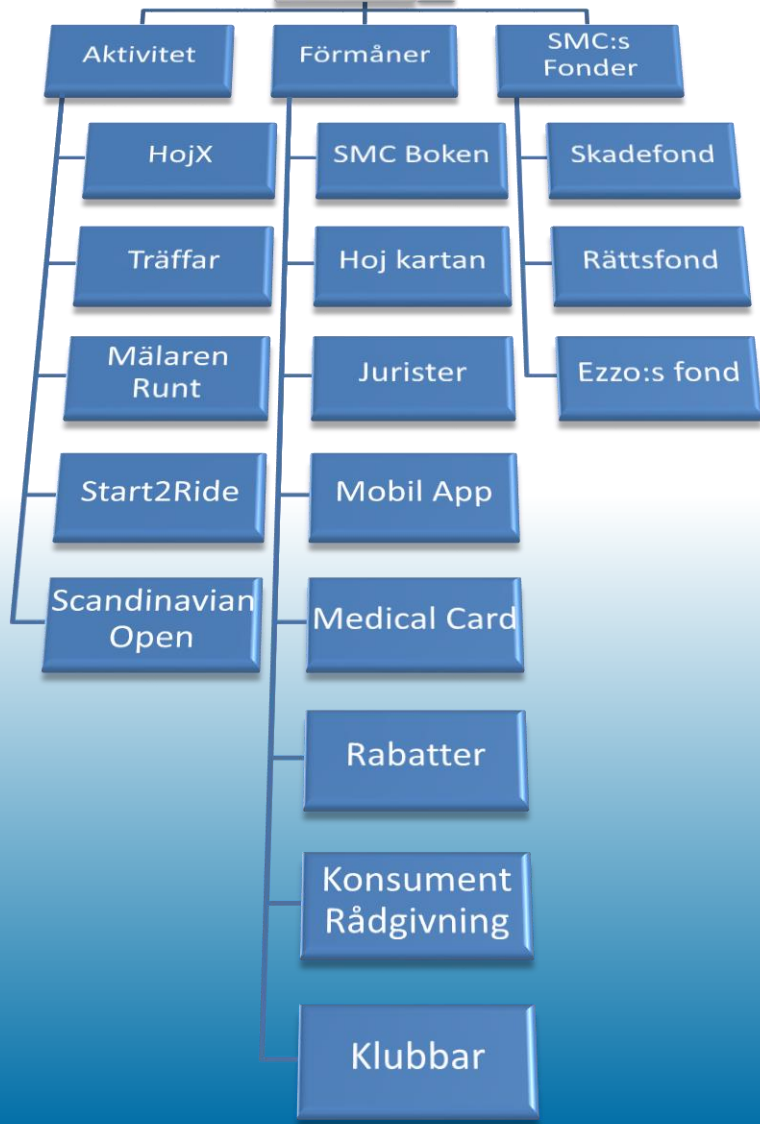 Aktivitet
Förmåner
SMC:s
Fonder
HojX
Träffar
Mälaren
Runt
Start2Ride
Scandinavian
Open
SMC Boken
Hoj kartan
Jurister
Mobil App
Medical Card
Rabatter
Konsument
Rådgivning
Klubbar
Skadefond
Rättsfond
Ezzo:s fond